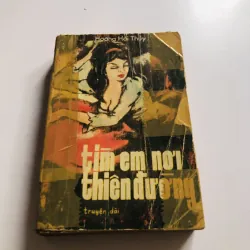 Hoàng Hải Thủy
tìm em nơi
thiên đường
truyện dài